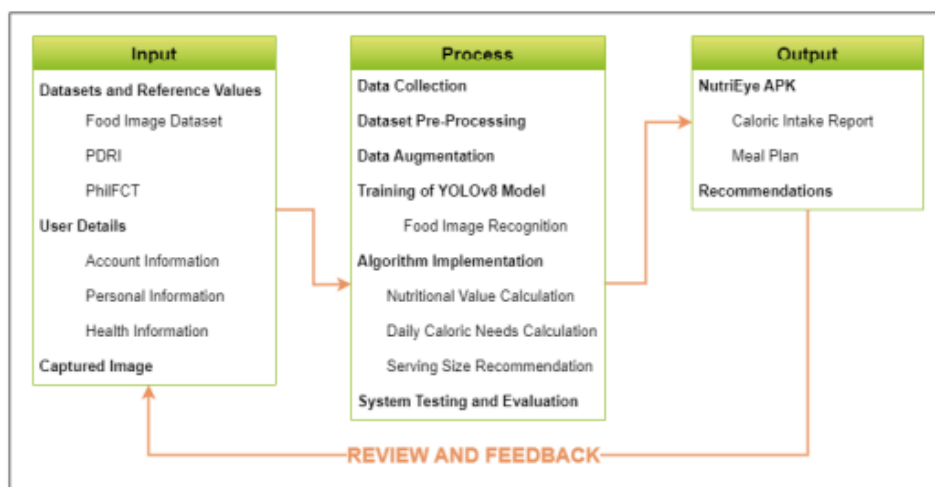 Input
Datasets and Reference Values
Food Image Dataset
PDRI
PhilFCT
User Details
Account Information
Personal Information
Health Information
Captured Image
Process
Data Collection
Dataset Pre-Processing
Data Augmentation
Training of YOLOv8 Model
Food Image Recognition
Algorithm Implementation
Nutritional Value Calculation
Daily Caloric Needs Calculation
Serving Size Recommendation
System Testing and Evaluation
Output
NutriEye APK
Caloric Intake Report
Meal Plan
Recommendations
REVIEW AND FEEDBACK